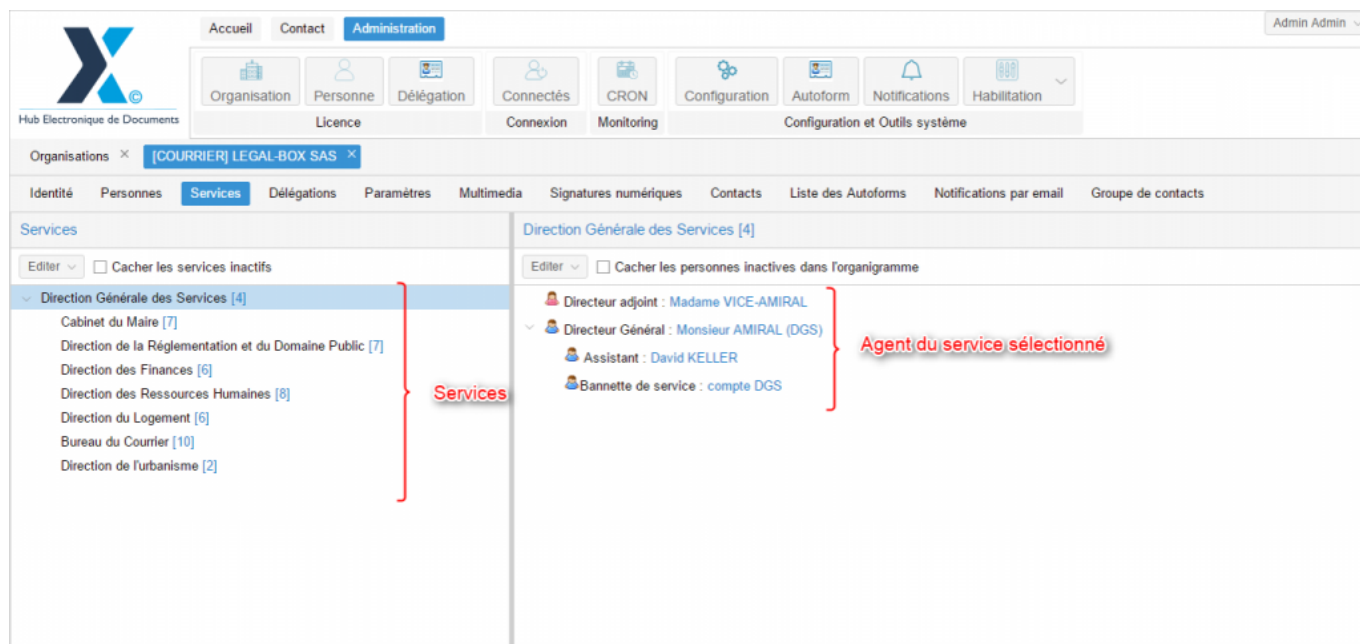 Accueil Contact Administration Admin Admin
©
Hub Electronique de Documents
Organisation Personne Délégation Connectés CRON Configuration Autoform Notifications Habilitation
Licence Connexion Monitoring Configuration et Outils système
Organisations × [COURRIER] LEGAL-BOX SAS ×
Identité Personnes Services Délégations Paramètres Multimedia Signatures numériques Contacts Liste des Autoforms Notifications par email Groupe de contacts
Services
Editer Cacher les services inactifs
Direction Générale des Services [4]
Cabinet du Maire [7]
Direction de la Réglementation et du Domaine Public [7]
Direction des Finances [6]
Direction des Ressources Humaines [8]
Direction du Logement [6]
Bureau du Courrier [10]
Direction de l'urbanisme [2]
Services
Direction Générale des Services [4]
Editer Cacher les personnes inactives dans l'organigramme
Directeur adjoint : Madame VICE-AMIRAL
Directeur Général : Monsieur AMIRAL (DGS)
Assistant : David KELLER
Bannette de service : compte DGS
Agent du service sélectionné